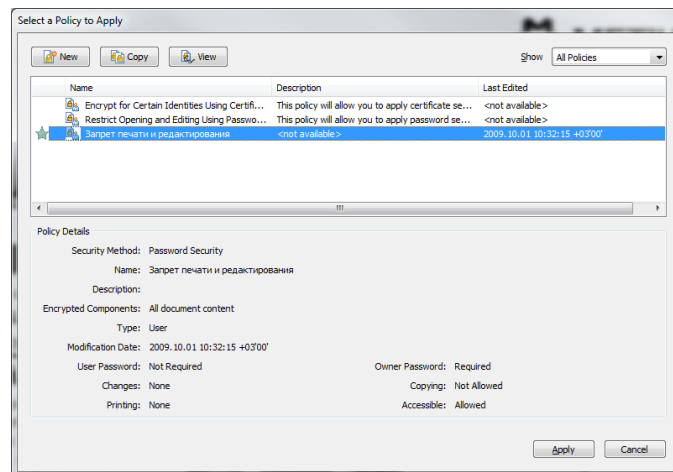 Select a Policy to Apply
New Copy View Show All Policies
Name Description Last Edited
Encrypt for Certain Identities Using Certifi... This policy will allow you to apply certificate se... <not available>
Restrict Opening and Editing Using Passwo... This policy will allow you to apply password se... <not available>
Запрет печати и редактирования <not available> 2009.10.01 10:32:15 +03'00'
Policy Details
Security Method: Password Security
Name: Запрет печати и редактирования
Description:
Encrypted Components: All document content
Type: User
Modification Date: 2009.10.01 10:32:15 +03'00'
User Password: Not Required Owner Password: Required
Changes: None Copying: Not Allowed
Printing: None Accessible: Allowed
Apply Cancel